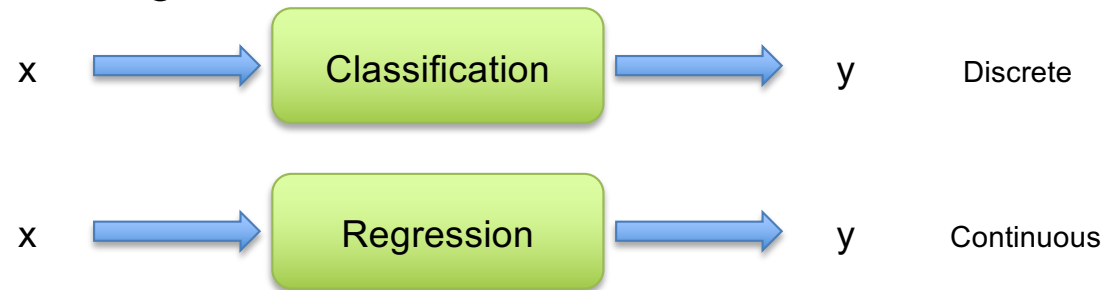 x Classification y Discrete
x Regression y Continuous